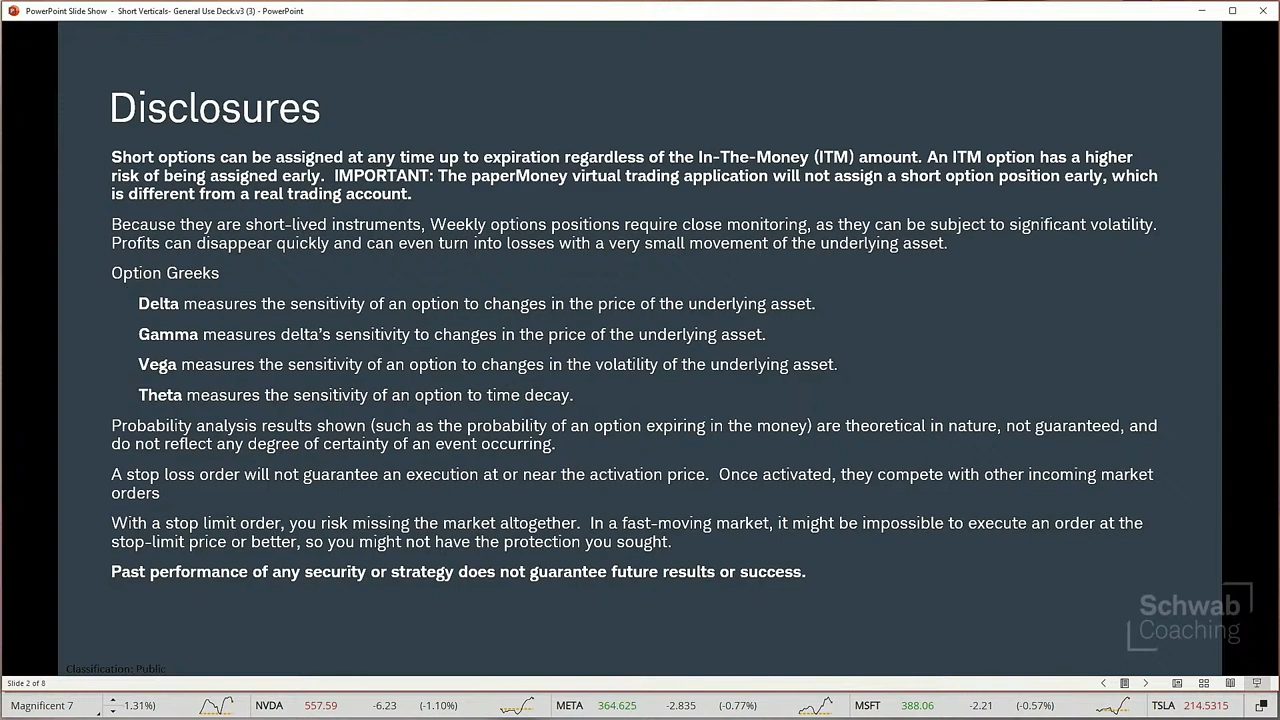 PowerPoint Slide Show - Short Verticals- General Use Deck.v3 (3) - PowerPoint
Disclosures
Short options can be assigned at any time up to expiration regardless of the In-The-Money (ITM) amount. An ITM option has a higher
risk of being assigned early. IMPORTANT: The paperMoney virtual trading application will not assign a short option position early, which
is different from a real trading account.
Because they are short-lived instruments, Weekly options positions require close monitoring, as they can be subject to significant volatility.
Profits can disappear quickly and can even turn into losses with a very small movement of the underlying asset.
Option Greeks
Delta measures the sensitivity of an option to changes in the price of the underlying asset.
Gamma measures delta's sensitivity to changes in the price of the underlying asset.
Vega measures the sensitivity of an option to changes in the volatility of the underlying asset.
Theta measures the sensitivity of an option to time decay.
Probability analysis results shown (such as the probability of an option expiring in the money) are theoretical in nature, not guaranteed, and
do not reflect any degree of certainty of an event occurring.
A stop loss order will not guarantee an execution at or near the activation price. Once activated, they compete with other incoming market
orders
With a stop limit order, you risk missing the market altogether. In a fast-moving market, it might be impossible to execute an order at the
stop-limit price or better, so you might not have the protection you sought.
Past performance of any security or strategy does not guarantee future results or success.
Schwab
Coaching
Classification: Public
Slide 2 of 8
Magnificent 7 -1.31%) NVDA 557.59 -6.23 (-1.10%) META 364.625 -2.835 (-0.77%) MSFT 388.06 -2.21 (-0.57%) TSLA 214.5315